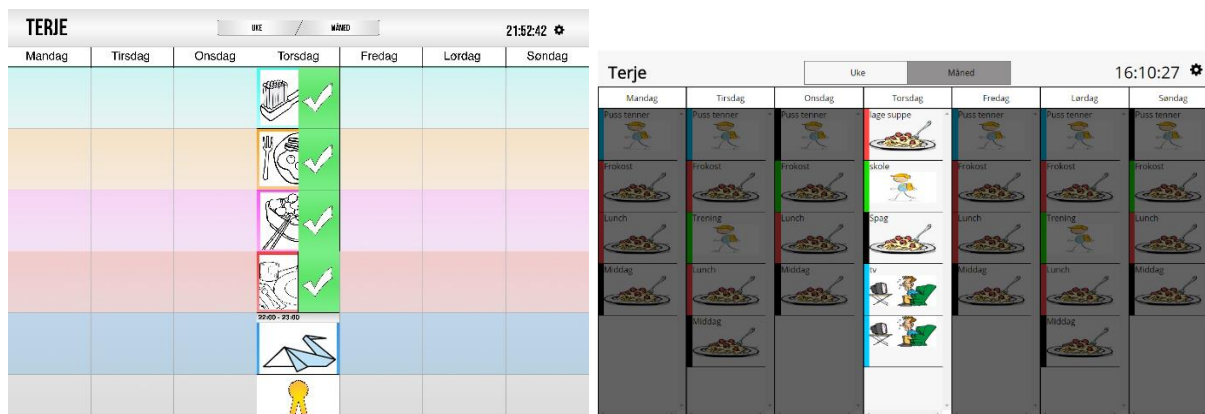 TERJE
UKE / MÅNED
21:52:42
Mandag Tirsdag Onsdag Torsdag Fredag Lørdag Søndag
22:00 - 23:00
Terje
Uke Måned
16:10:27
Mandag Tirsdag Onsdag Torsdag Fredag Lørdag Søndag
Puss tenner Puss tenner Puss tenner lage suppe Puss tenner Puss tenner Puss tenner
Frokost Frokost Frokost skole Frokost Frokost Frokost
Lunch Trening Lunch Spag Lunch Trening Lunch
Middag Lunch Middag tv Middag Lunch Middag
Middag Middag